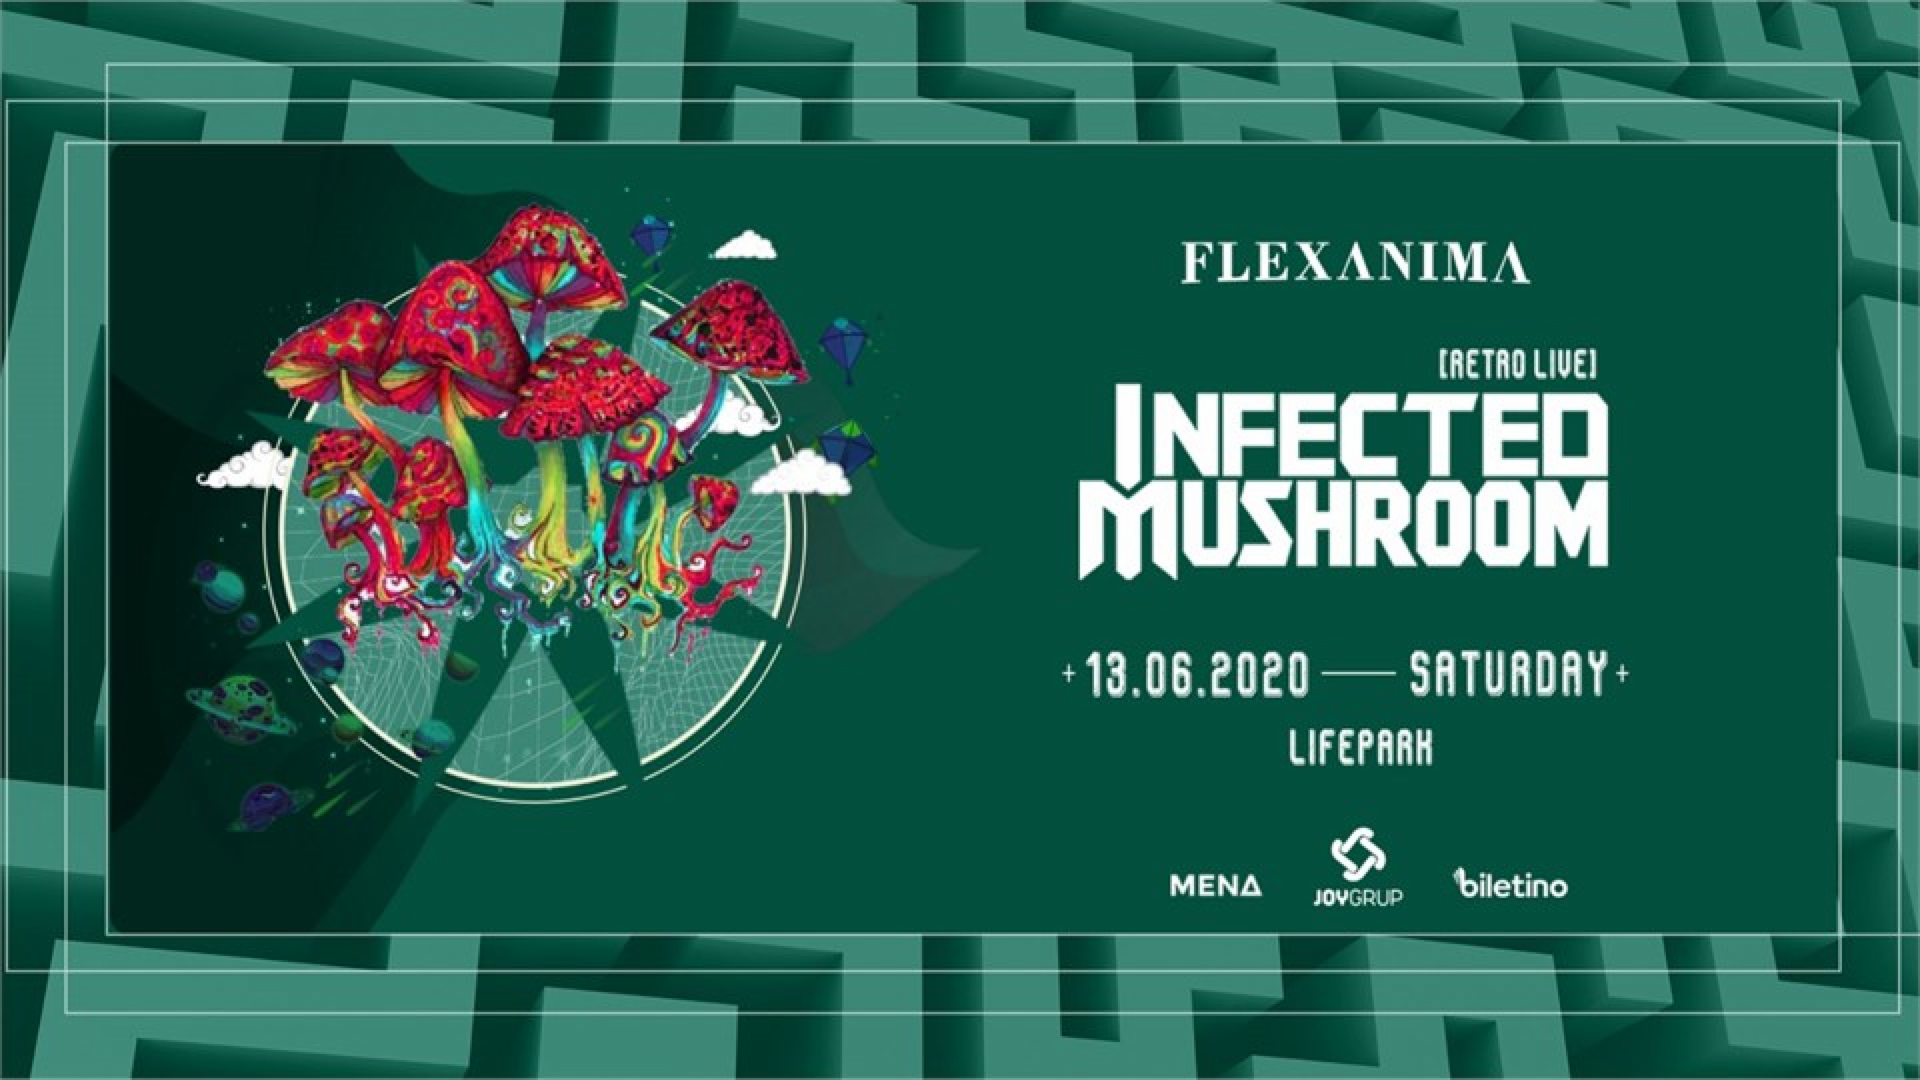 FLEXANIMA
[RETRO LIVE]
INFECTED
MUSHROOM
+ 13.06.2020 — SATURDAY +
LIFEPARK
MENA
JOYGRUP
biletino